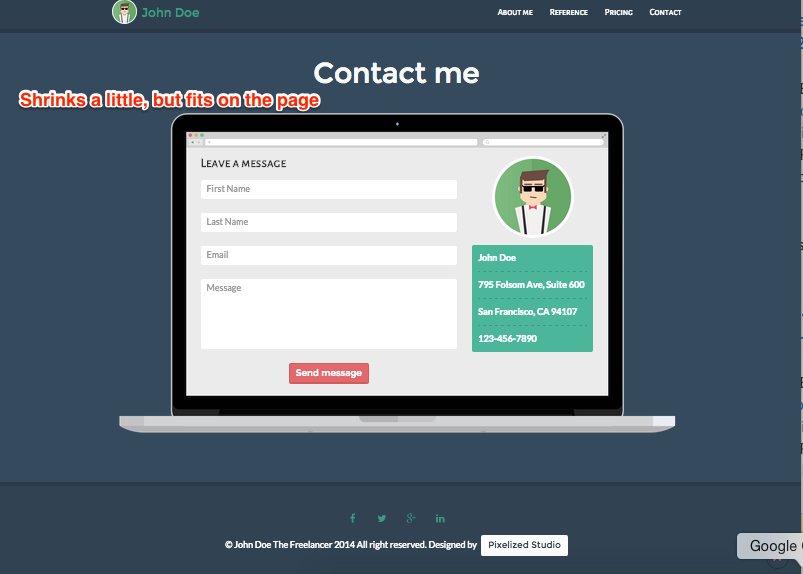 John Doe
About me Reference Pricing Contact
Contact me
Shrinks a little, but fits on the page
Leave a message
First Name
Last Name
Email
Message
Send message
John Doe
795 Folsom Ave, Suite 600
San Francisco, CA 94107
123-456-7890
© John Doe The Freelancer 2014 All right reserved. Designed by Pixelized Studio
Google